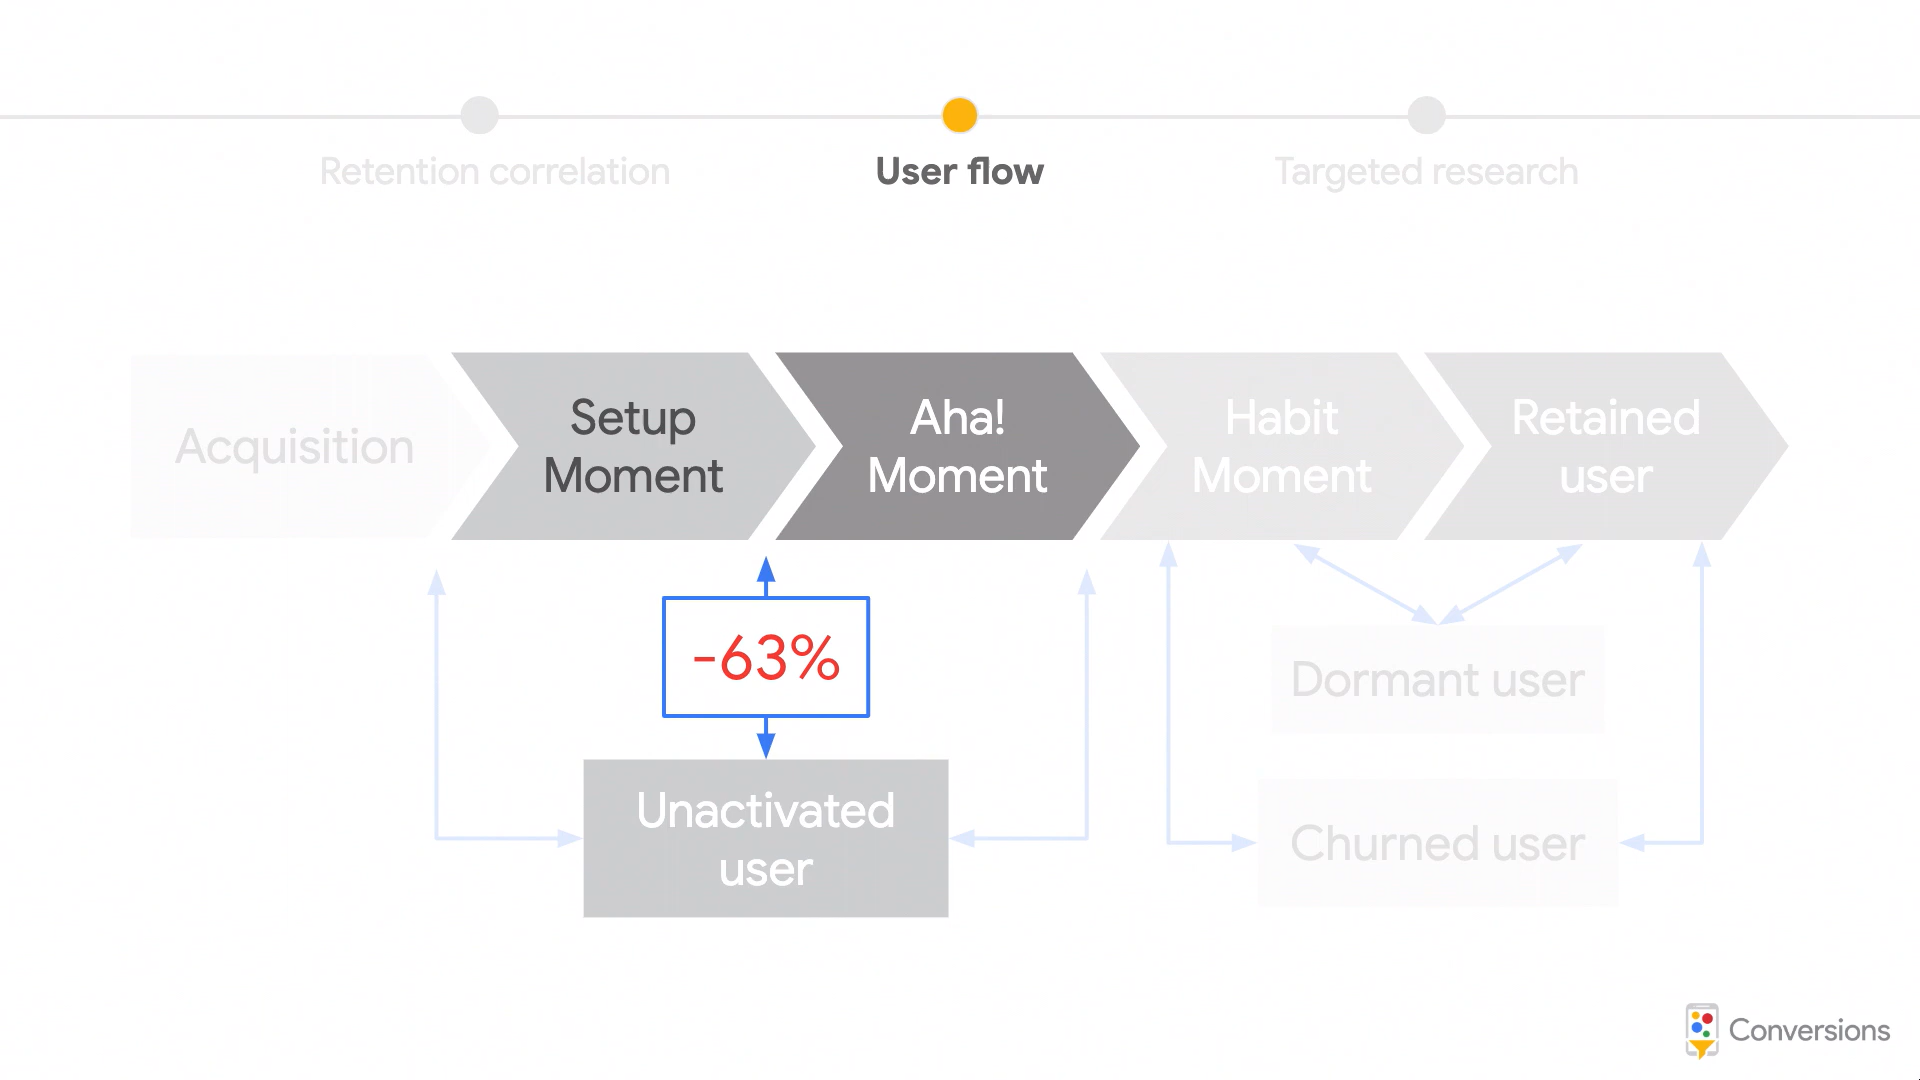 Retention correlation
User flow
Targeted research
Acquisition
Setup
Moment
Aha!
Moment
Habit
Moment
Retained
user
-63%
Dormant user
Unactivated
user
Churned user
Conversions